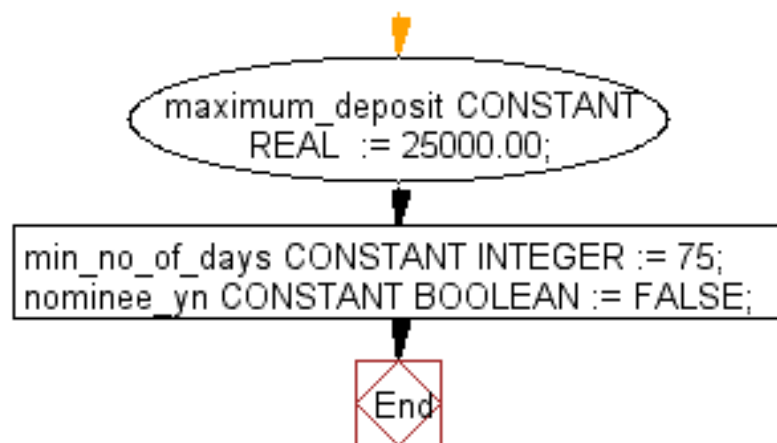 maximum_deposit CONSTANT
REAL := 25000.00;
min_no_of_days CONSTANT INTEGER := 75;
nominee_yn CONSTANT BOOLEAN := FALSE;
End